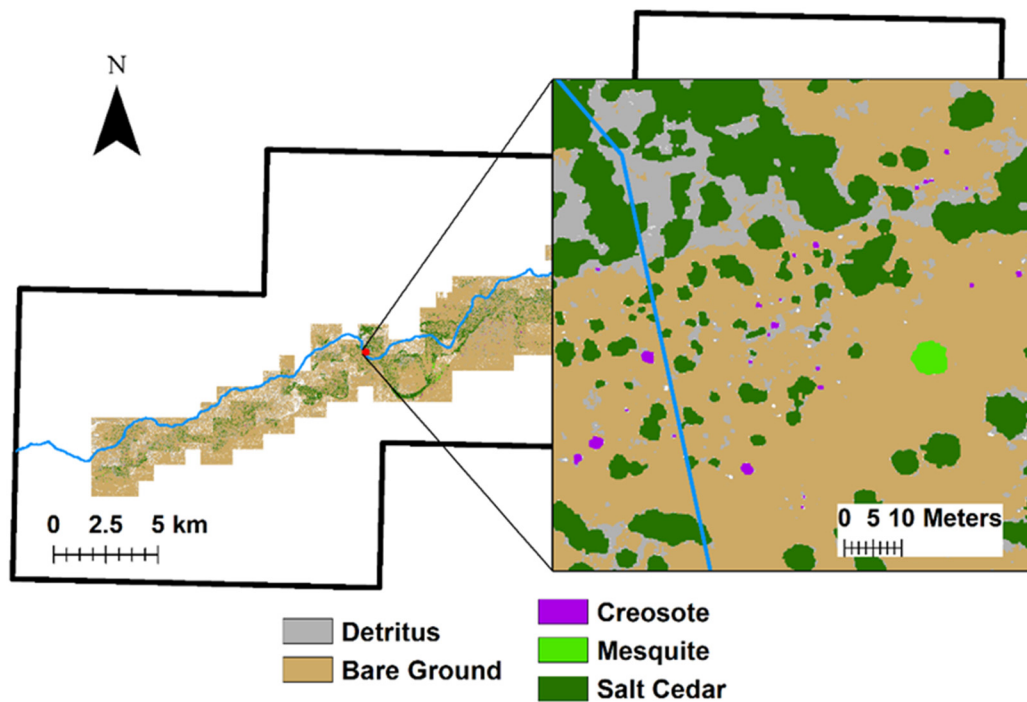 N
0 2.5 5 km
0 5 10 Meters
Detritus
Bare Ground
Creosote
Mesquite
Salt Cedar